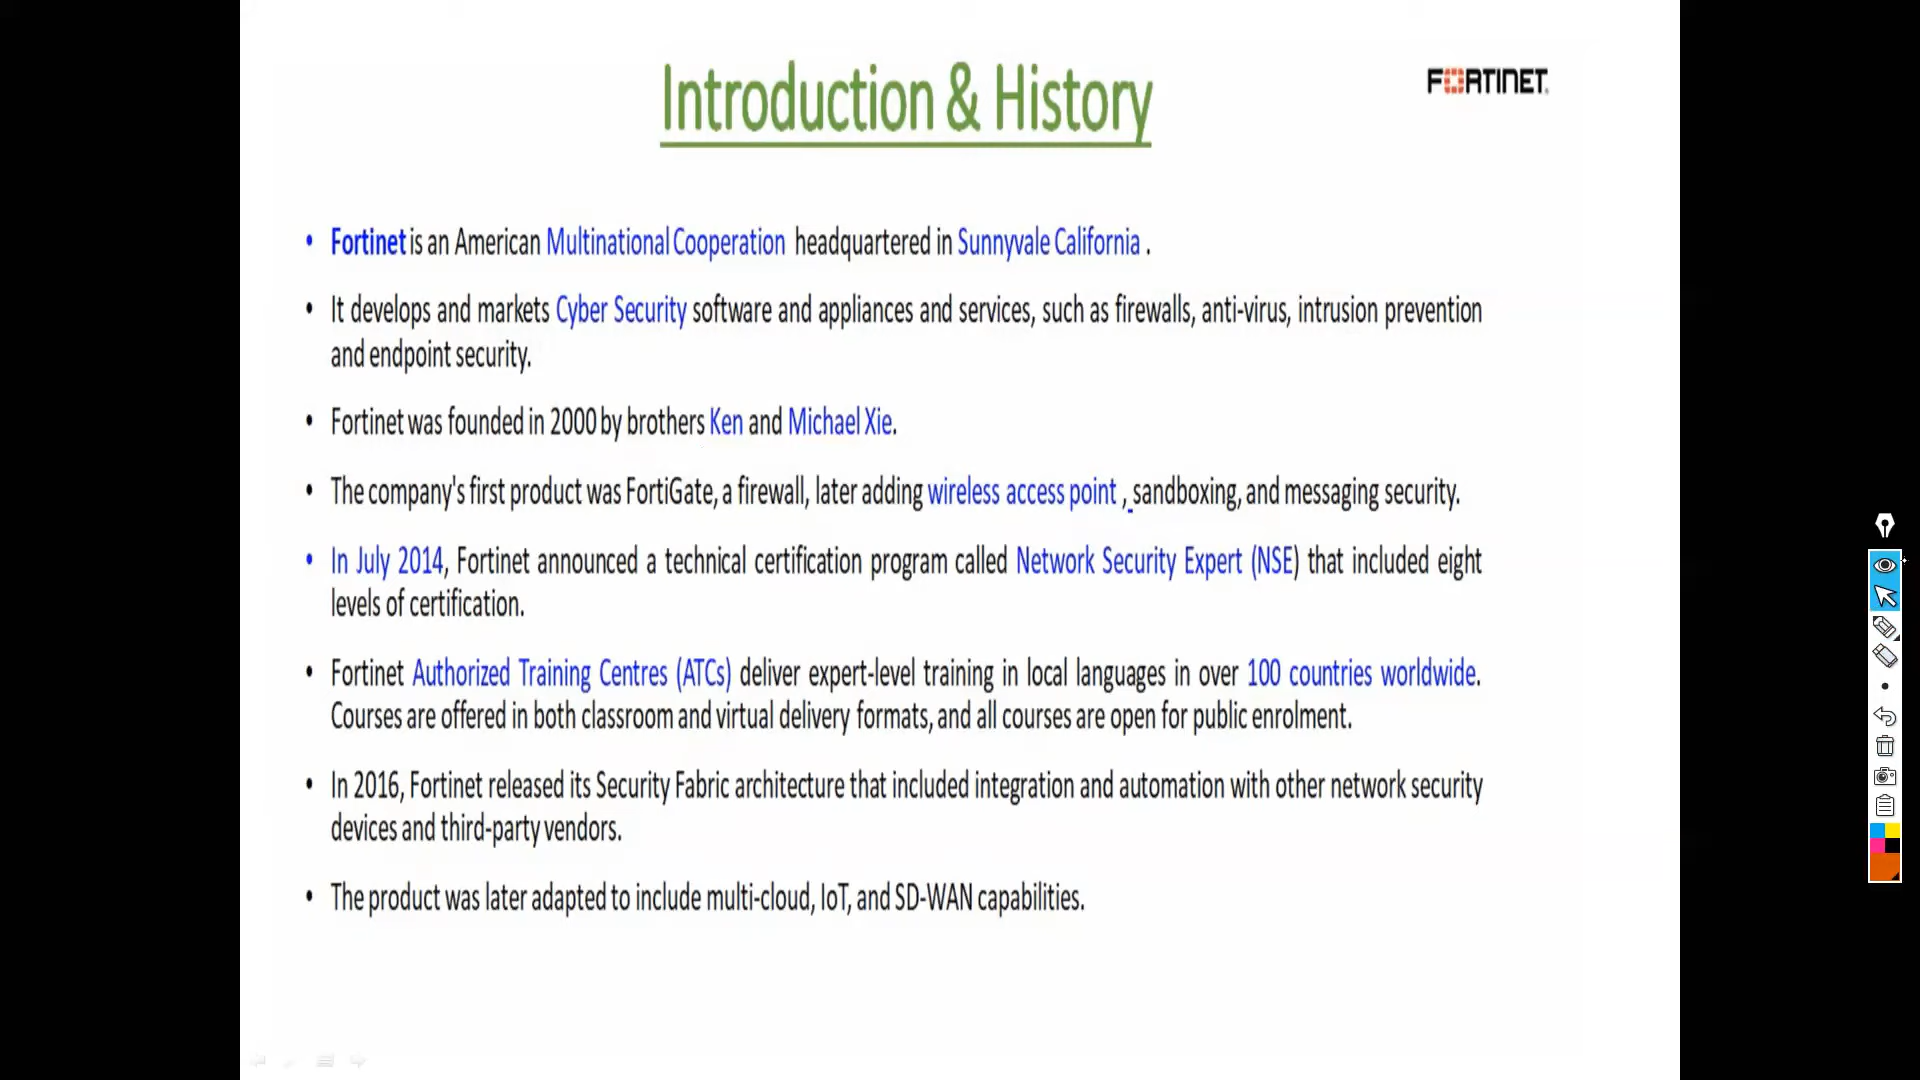 Introduction & History
FORTINET
• Fortinet is an American Multinational Cooperation headquartered in Sunnyvale California .
• It develops and markets Cyber Security software and appliances and services, such as firewalls, anti-virus, intrusion prevention
and endpoint security.
• Fortinet was founded in 2000 by brothers Ken and Michael Xie.
• The company's first product was FortiGate, a firewall, later adding wireless access point , sandboxing, and messaging security.
• In July 2014, Fortinet announced a technical certification program called Network Security Expert (NSE) that included eight
levels of certification.
• Fortinet Authorized Training Centres (ATCs) deliver expert-level training in local languages in over 100 countries worldwide.
Courses are offered in both classroom and virtual delivery formats, and all courses are open for public enrolment.
• In 2016, Fortinet released its Security Fabric architecture that included integration and automation with other network security
devices and third-party vendors.
• The product was later adapted to include multi-cloud, IoT, and SD-WAN capabilities.